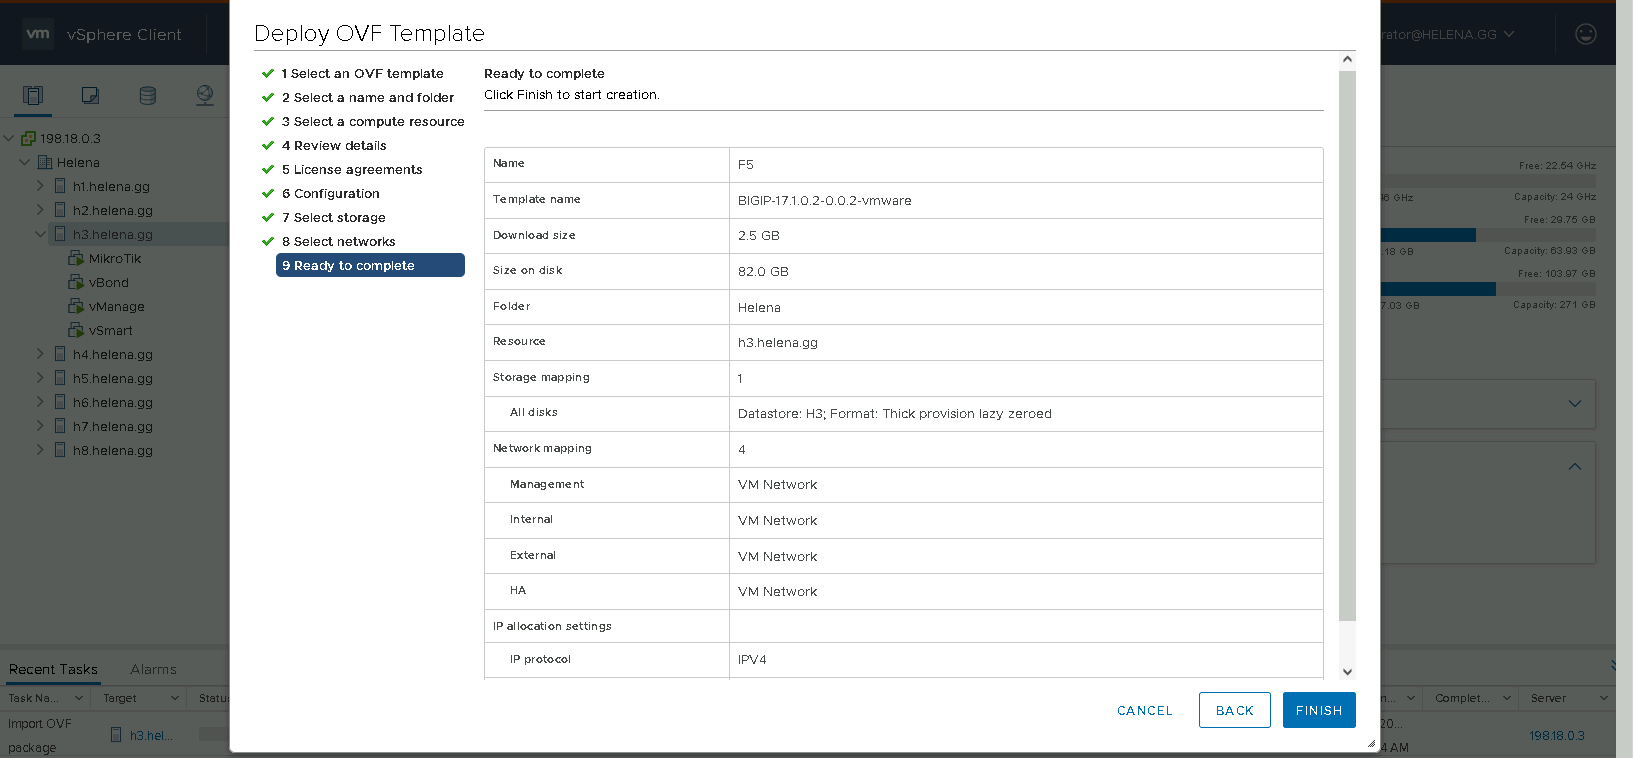 vm vSphere Client
rator@HELENA.GG
198.18.0.3
Helena
h1.helena.gg
h2.helena.gg
h3.helena.gg
MikroTik
vBond
vManage
vSmart
h4.helena.gg
h5.helena.gg
h6.helena.gg
h7.helena.gg
h8.helena.gg
Deploy OVF Template
1 Select an OVF template
2 Select a name and folder
3 Select a compute resource
4 Review details
5 License agreements
6 Configuration
7 Select storage
8 Select networks
9 Ready to complete
Ready to complete
Click Finish to start creation.
Name F5
Template name BIGIP-17.1.0.2-0.0.2-vmware
Download size 2.5 GB
Size on disk 82.0 GB
Folder Helena
Resource h3.helena.gg
Storage mapping 1
All disks Datastore: H3; Format: Thick provision lazy zeroed
Network mapping 4
Management VM Network
Internal VM Network
External VM Network
HA VM Network
IP allocation settings
IP protocol IPV4
CANCEL BACK FINISH
Free: 22.54 GHz
GHz Capacity: 24 GHz
Free: 29.75 GB
.18 GB Capacity: 63.93 GB
Free: 103.97 GB
7.03 GB Capacity: 271 GB
Recent Tasks Alarms
Task Na... Target Status n... Complet... Server
Import OVF package h3.hel... 20... 4 AM 198.18.0.3